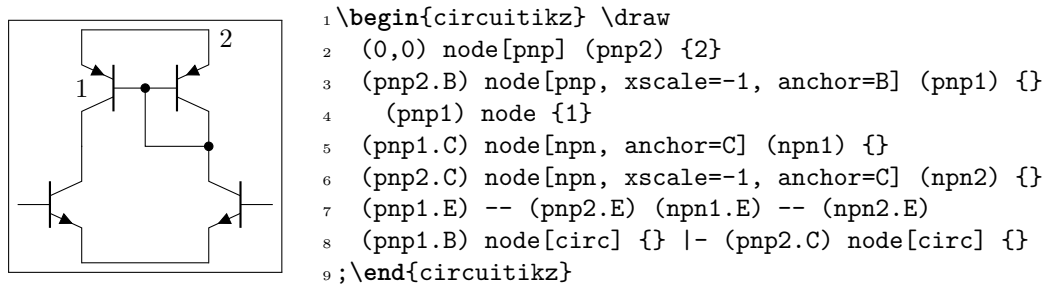 2
1
1 \begin{circuitikz} \draw
2 (0,0) node[pnp] (pnp2) {2}
3 (pnp2.B) node[pnp, xscale=-1, anchor=B] (pnp1) {}
4 (pnp1) node {1}
5 (pnp1.C) node[npn, anchor=C] (npn1) {}
6 (pnp2.C) node[npn, xscale=-1, anchor=C] (npn2) {}
7 (pnp1.E) -- (pnp2.E) (npn1.E) -- (npn2.E)
8 (pnp1.B) node[circ] {} |- (pnp2.C) node[circ] {}
9 ;\end{circuitikz}